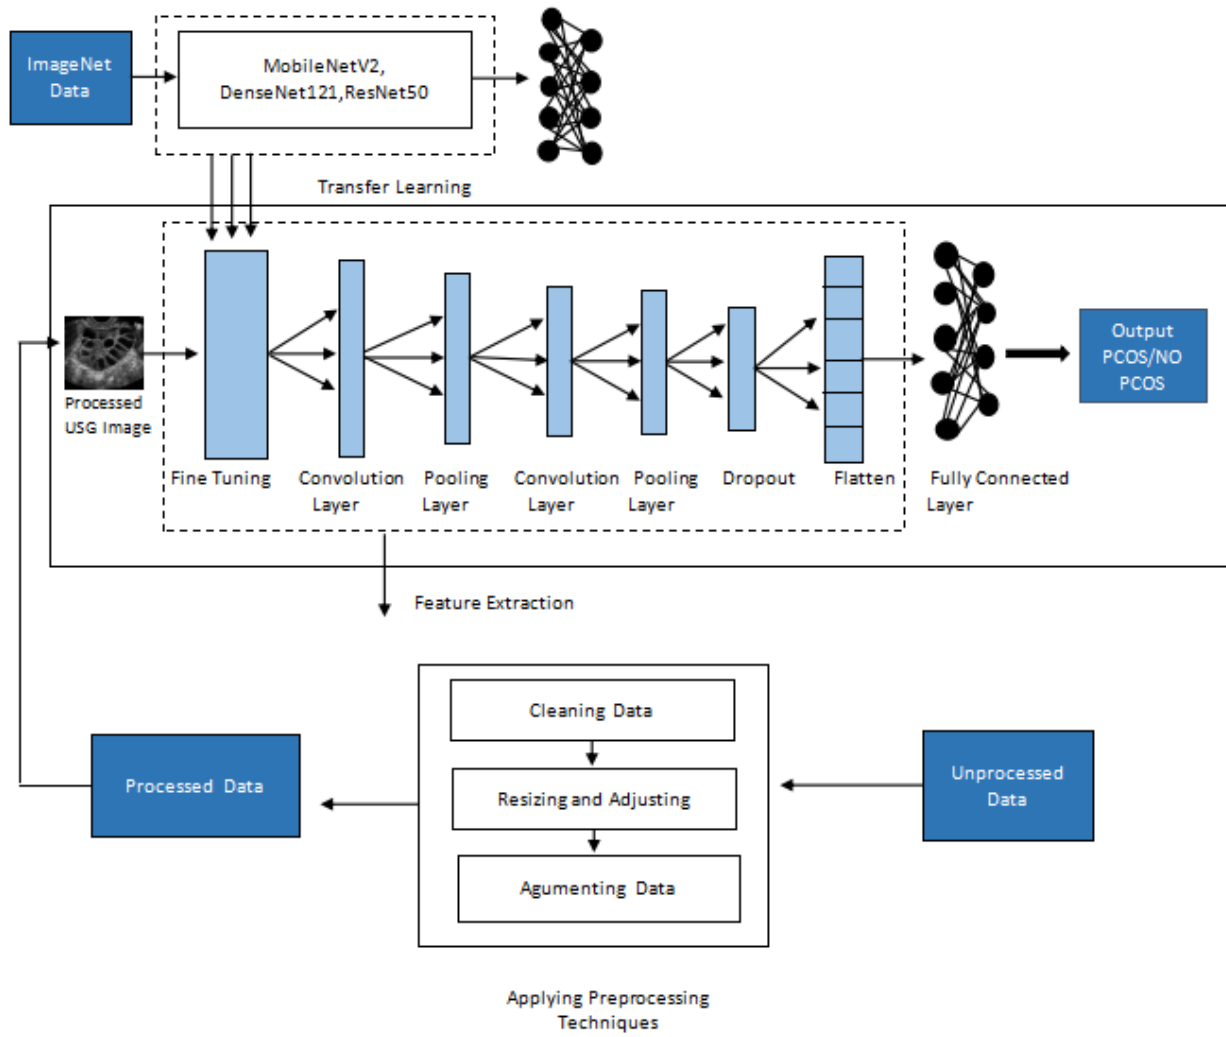 ImageNet
Data
MobileNetV2,
DenseNet121,ResNet50
Transfer Learning
Processed
USG Image
Fine Tuning
Convolution
Layer
Pooling
Layer
Convolution
Layer
Pooling
Layer
Dropout
Flatten
Fully Connected
Layer
Output
PCOS/NO
PCOS
Feature Extraction
Cleaning Data
Resizing and Adjusting
Agumenting Data
Processed Data
Unprocessed
Data
Applying Preprocessing
Techniques